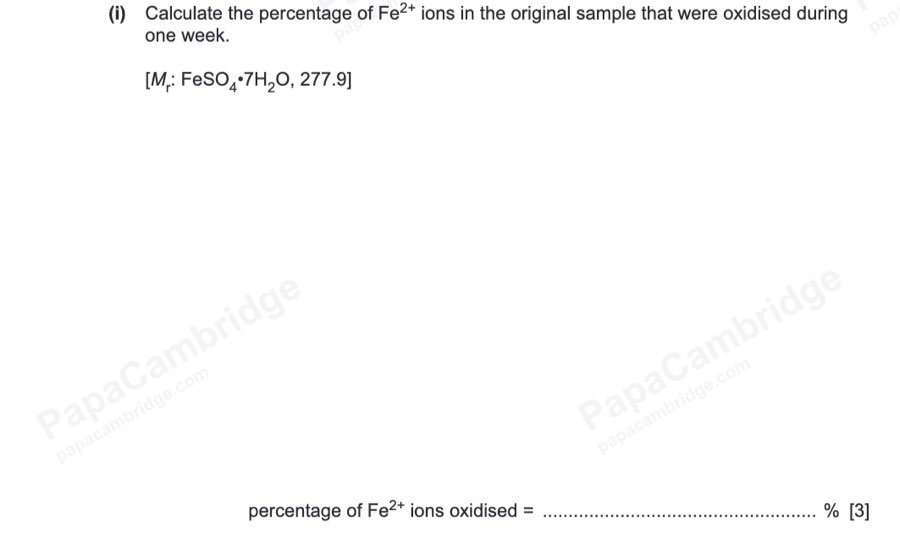 (i) Calculate the percentage of Fe²⁺ ions in the original sample that were oxidised during
one week.
[Mᵣ: FeSO₄•7H₂O, 277.9]
PapaCambridge
papacambridge.com
PapaCambridge
papacambridge.com
percentage of Fe²⁺ ions oxidised = ...................................................... % [3]